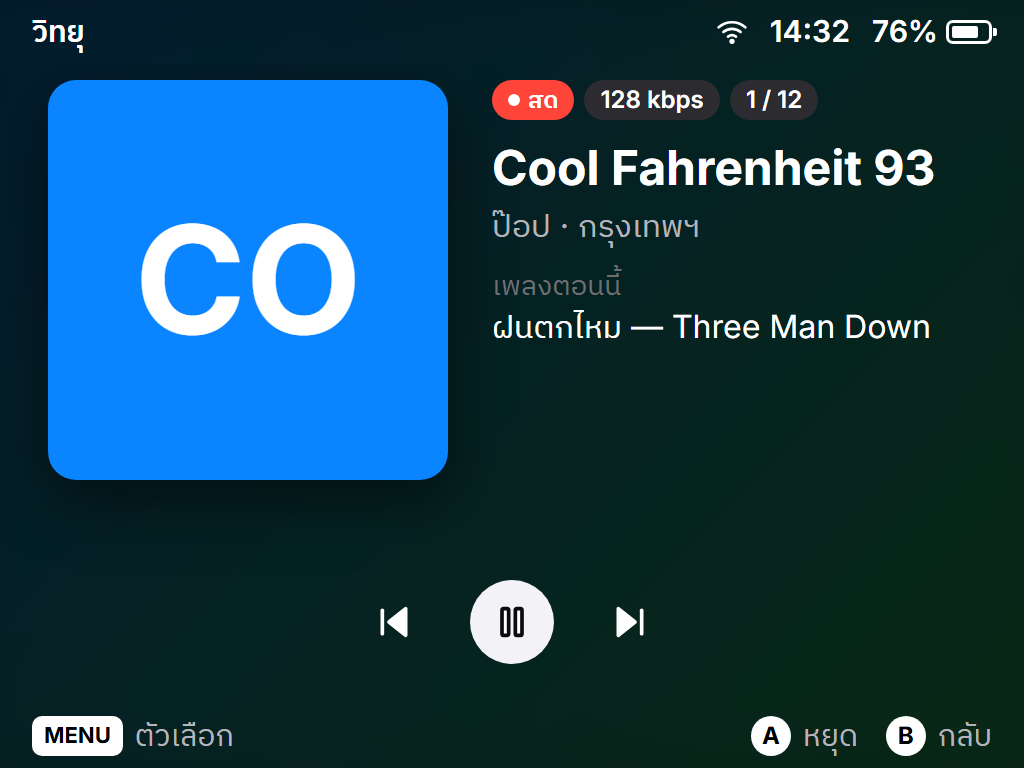 วิทยุ 14:32 76%
สด 128 kbps 1 / 12
Cool Fahrenheit 93
ป๊อป · กรุงเทพฯ
เพลงตอนนี้
ฝนตกไหม — Three Man Down
CO
MENU ตัวเลือก A หยุด B กลับ